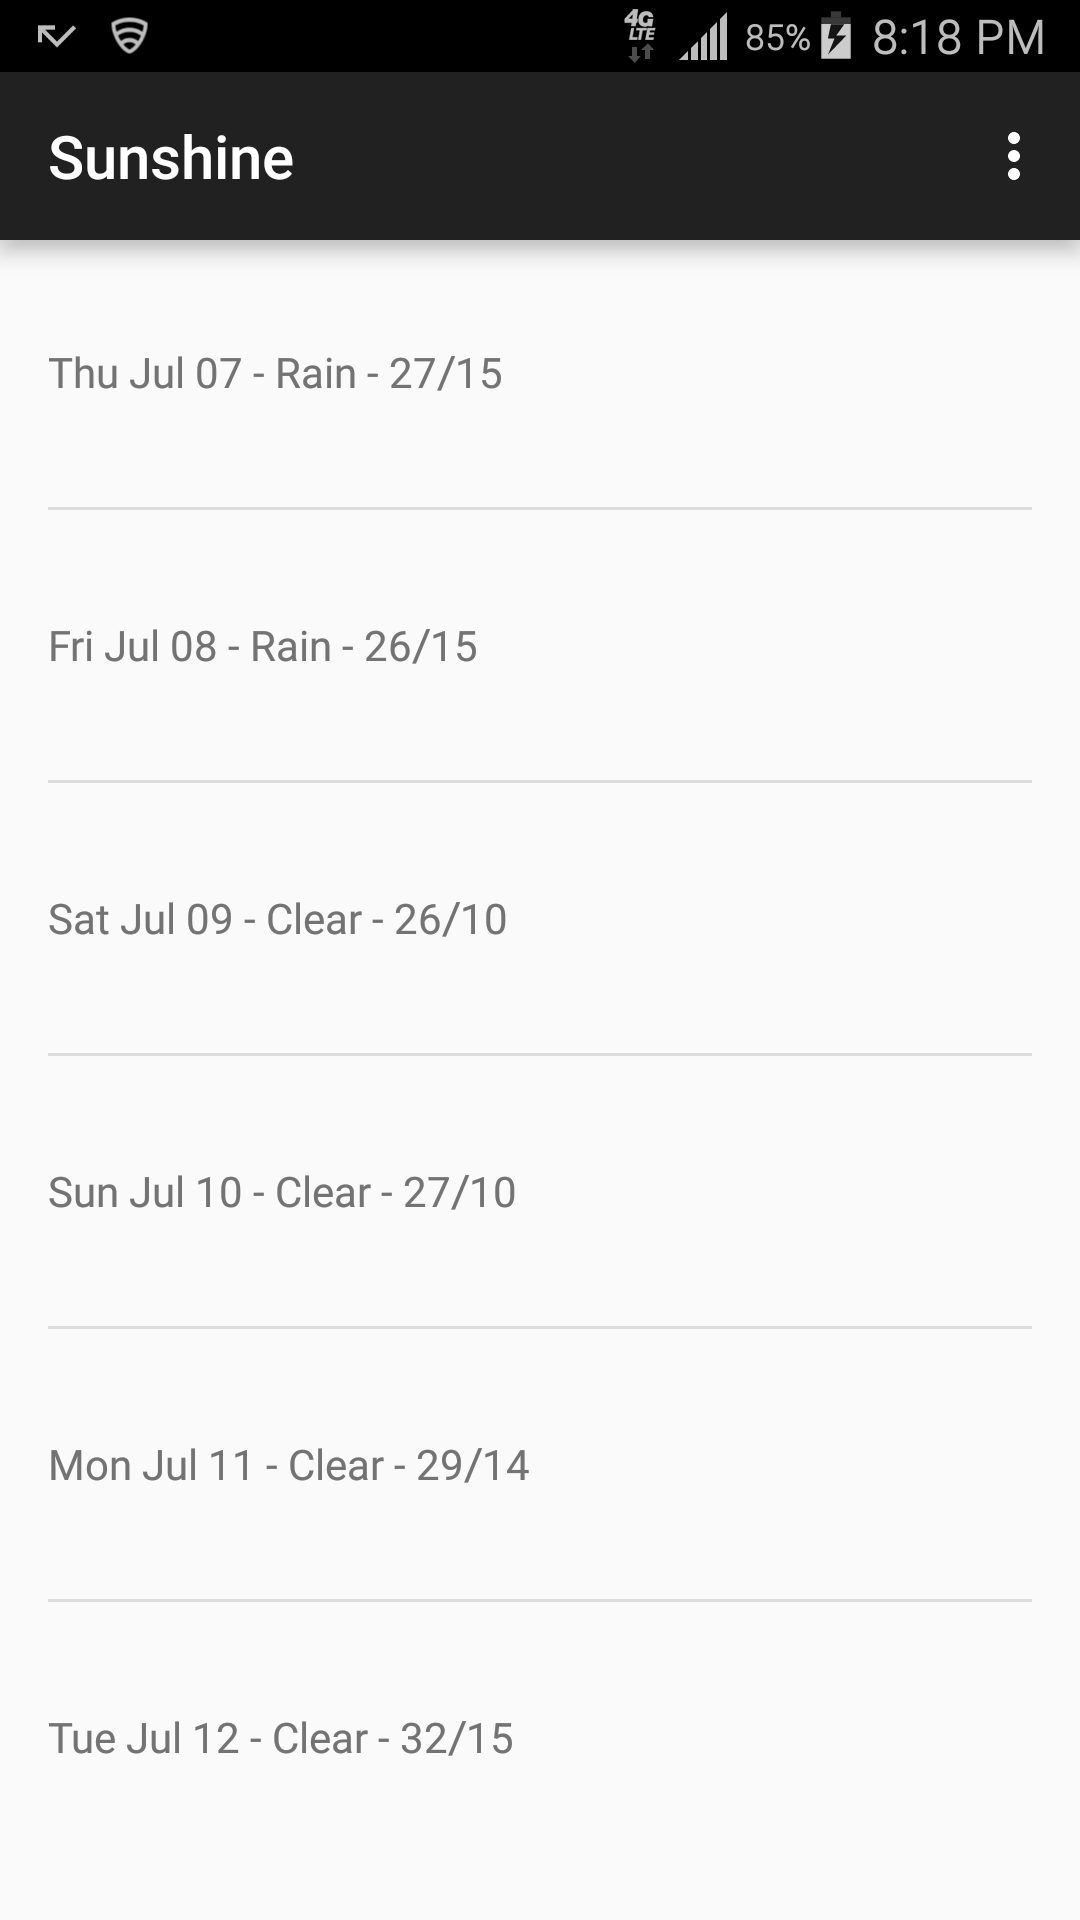 4G LTE 85% 8:18 PM
Sunshine
Thu Jul 07 - Rain - 27/15
Fri Jul 08 - Rain - 26/15
Sat Jul 09 - Clear - 26/10
Sun Jul 10 - Clear - 27/10
Mon Jul 11 - Clear - 29/14
Tue Jul 12 - Clear - 32/15